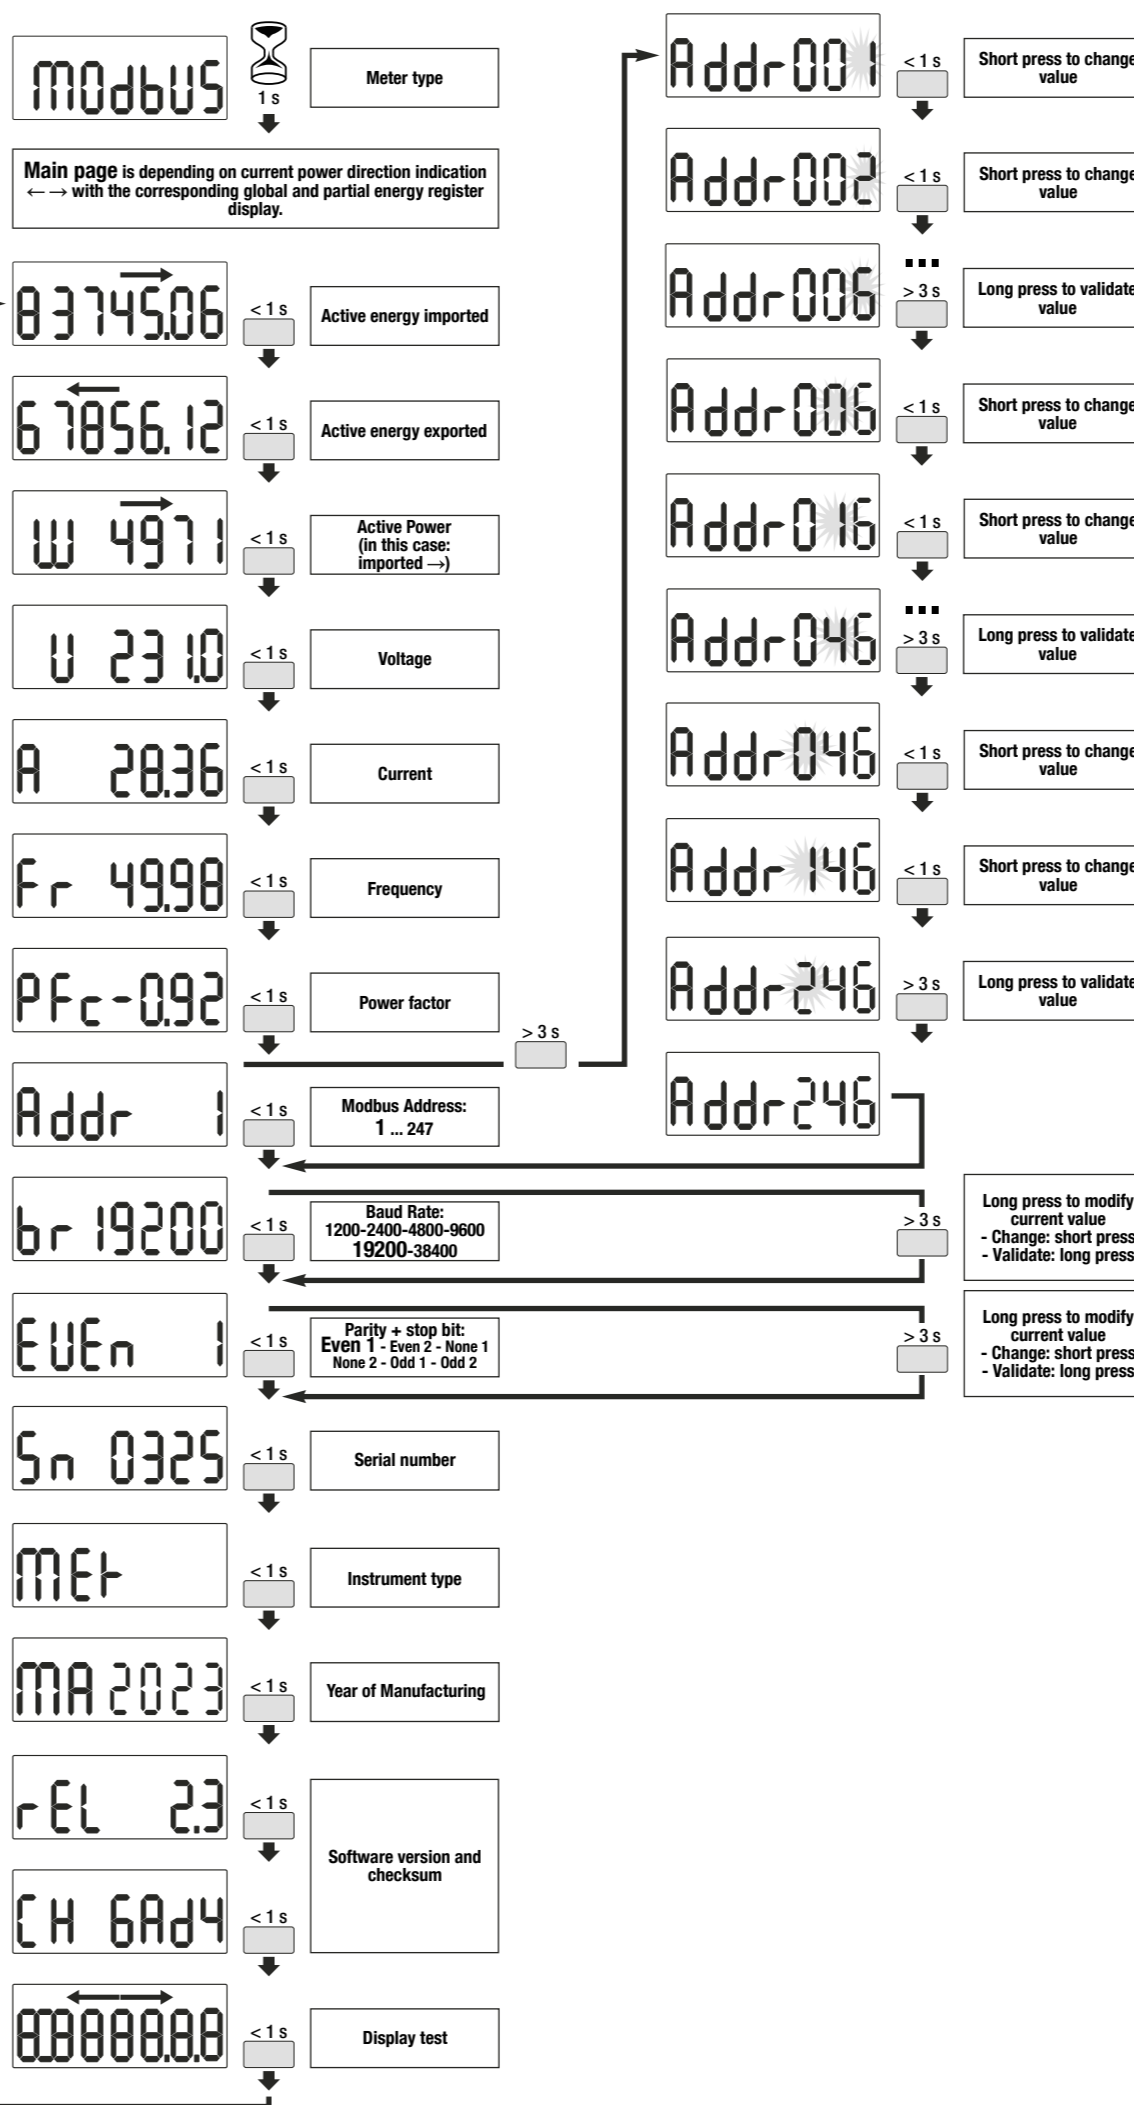 MOdbUS
1 s
Meter type
Main page is depending on current power direction indication
←→ with the corresponding global and partial energy register
display.
83745.06
< 1 s
Active energy imported
67856.12
< 1 s
Active energy exported
W 4971
< 1 s
Active Power
(in this case:
imported →)
U 231.0
< 1 s
Voltage
A 28.36
< 1 s
Current
Fr 49.98
< 1 s
Frequency
PFc-0.92
< 1 s
Power factor
> 3 s
Addr 1
< 1 s
Modbus Address:
1 ... 247
br 19200
< 1 s
Baud Rate:
1200-2400-4800-9600
19200-38400
> 3 s
Long press to modify
current value
- Change: short press
- Validate: long press
EUEn 1
< 1 s
Parity + stop bit:
Even 1 - Even 2 - None 1
None 2 - Odd 1 - Odd 2
> 3 s
Long press to modify
current value
- Change: short press
- Validate: long press
Sn 0325
< 1 s
Serial number
MEt
< 1 s
Instrument type
MA 2023
< 1 s
Year of Manufacturing
rEL 2.3
< 1 s
Software version and
checksum
CH 6Ad4
< 1 s
8.8888.8.8
< 1 s
Display test
Addr001
< 1 s
Short press to change
value
Addr002
< 1 s
Short press to change
value
Addr006
...
> 3 s
Long press to validate
value
Addr006
< 1 s
Short press to change
value
Addr016
< 1 s
Short press to change
value
Addr046
...
> 3 s
Long press to validate
value
Addr046
< 1 s
Short press to change
value
Addr146
< 1 s
Short press to change
value
Addr246
> 3 s
Long press to validate
value
Addr246